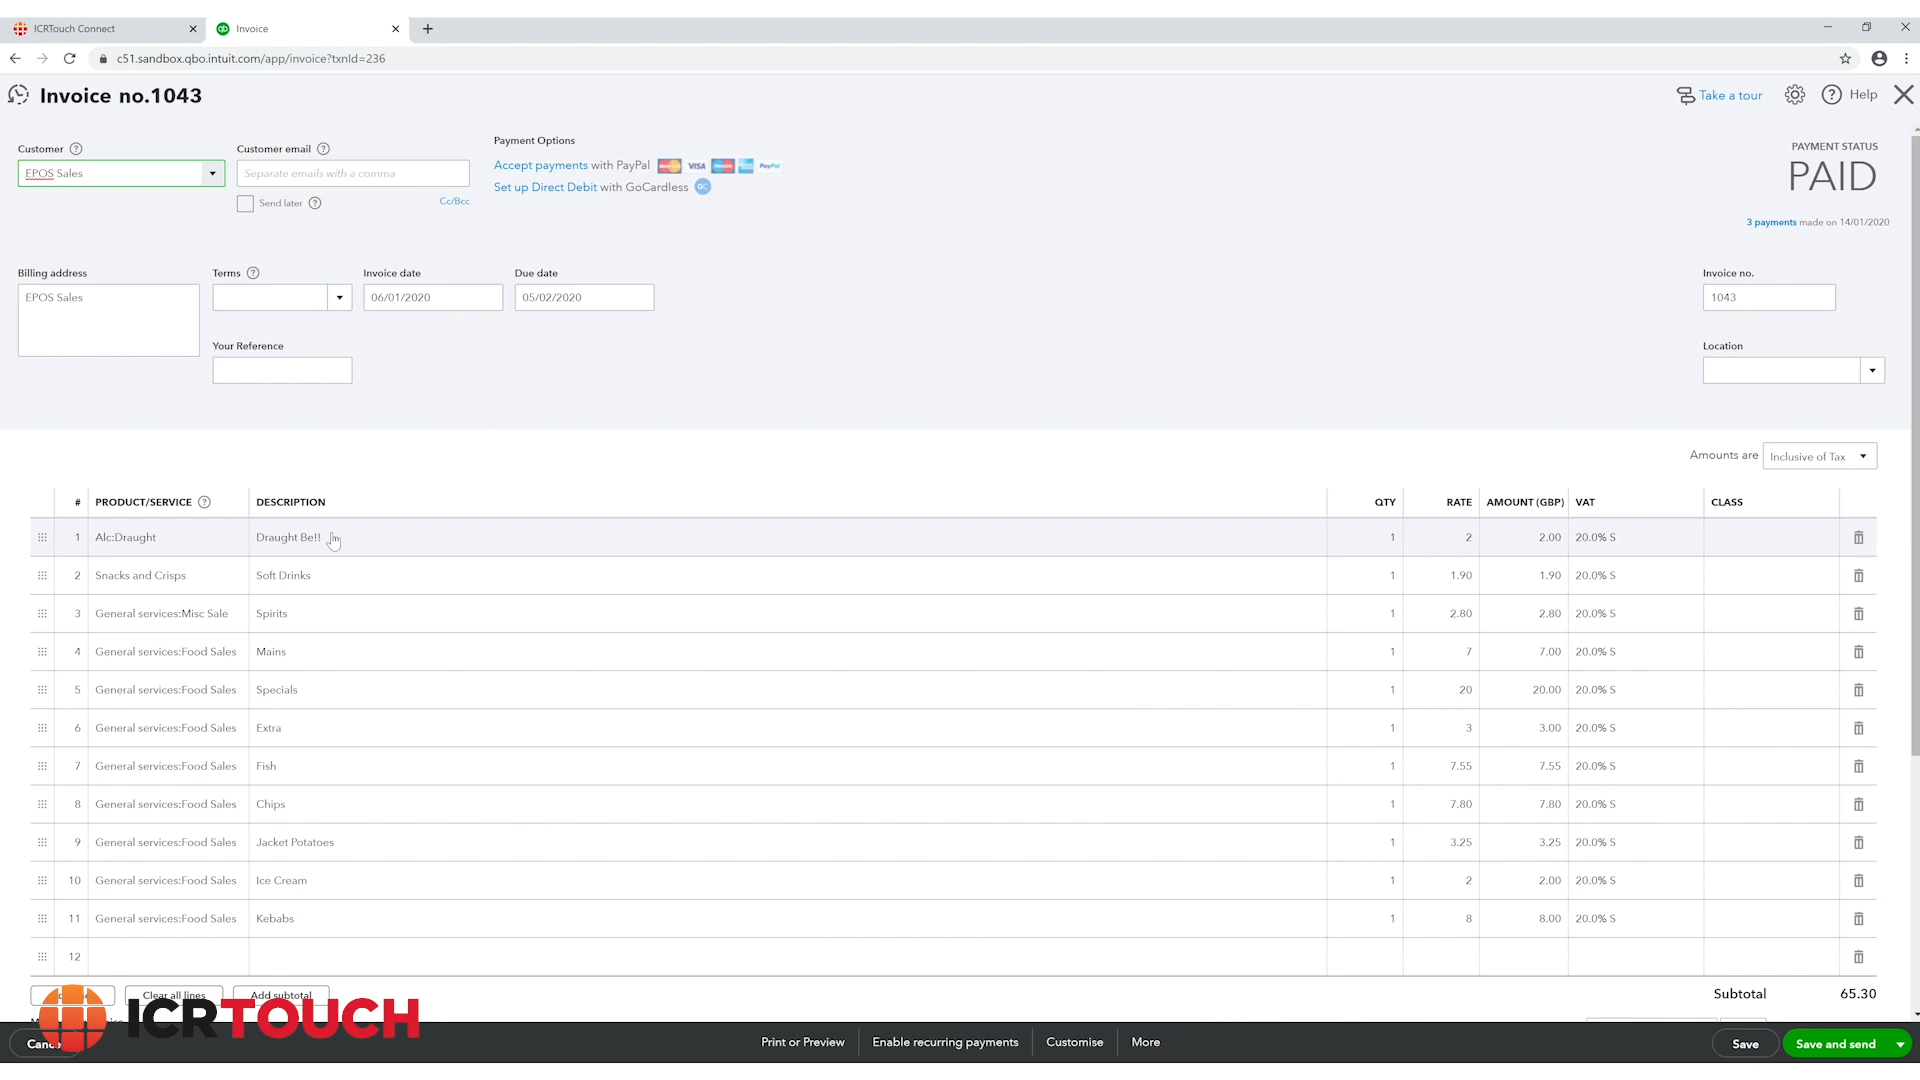 ICRTouch Connect
Invoice
c51.sandbox.qbo.intuit.com/app/invoice?txnId=236
Invoice no.1043
Take a tour
Help
Customer
Customer email
Payment Options
PAYMENT STATUS
EPOS Sales
Separate emails with a comma
Accept payments with PayPal
VISA
PayPal
PAID
Set up Direct Debit with GoCardless GC
Send later
Cc/Bcc
3 payments made on 14/01/2020
Billing address
Terms
Invoice date
Due date
Invoice no.
EPOS Sales
06/01/2020
05/02/2020
1043
Your Reference
Location
Amounts are Inclusive of Tax
# PRODUCT/SERVICE DESCRIPTION QTY RATE AMOUNT (GBP) VAT CLASS
1 Alc:Draught Draught Be!! 1 2 2.00 20.0% S
2 Snacks and Crisps Soft Drinks 1 1.90 1.90 20.0% S
3 General services:Misc Sale Spirits 1 2.80 2.80 20.0% S
4 General services:Food Sales Mains 1 7 7.00 20.0% S
5 General services:Food Sales Specials 1 20 20.00 20.0% S
6 General services:Food Sales Extra 1 3 3.00 20.0% S
7 General services:Food Sales Fish 1 7.55 7.55 20.0% S
8 General services:Food Sales Chips 1 7.80 7.80 20.0% S
9 General services:Food Sales Jacket Potatoes 1 3.25 3.25 20.0% S
10 General services:Food Sales Ice Cream 1 2 2.00 20.0% S
11 General services:Food Sales Kebabs 1 8 8.00 20.0% S
12
Clear all lines
Add subtotal
Subtotal 65.30
ICRTOUCH
Print or Preview
Enable recurring payments
Customise
More
Save
Save and send